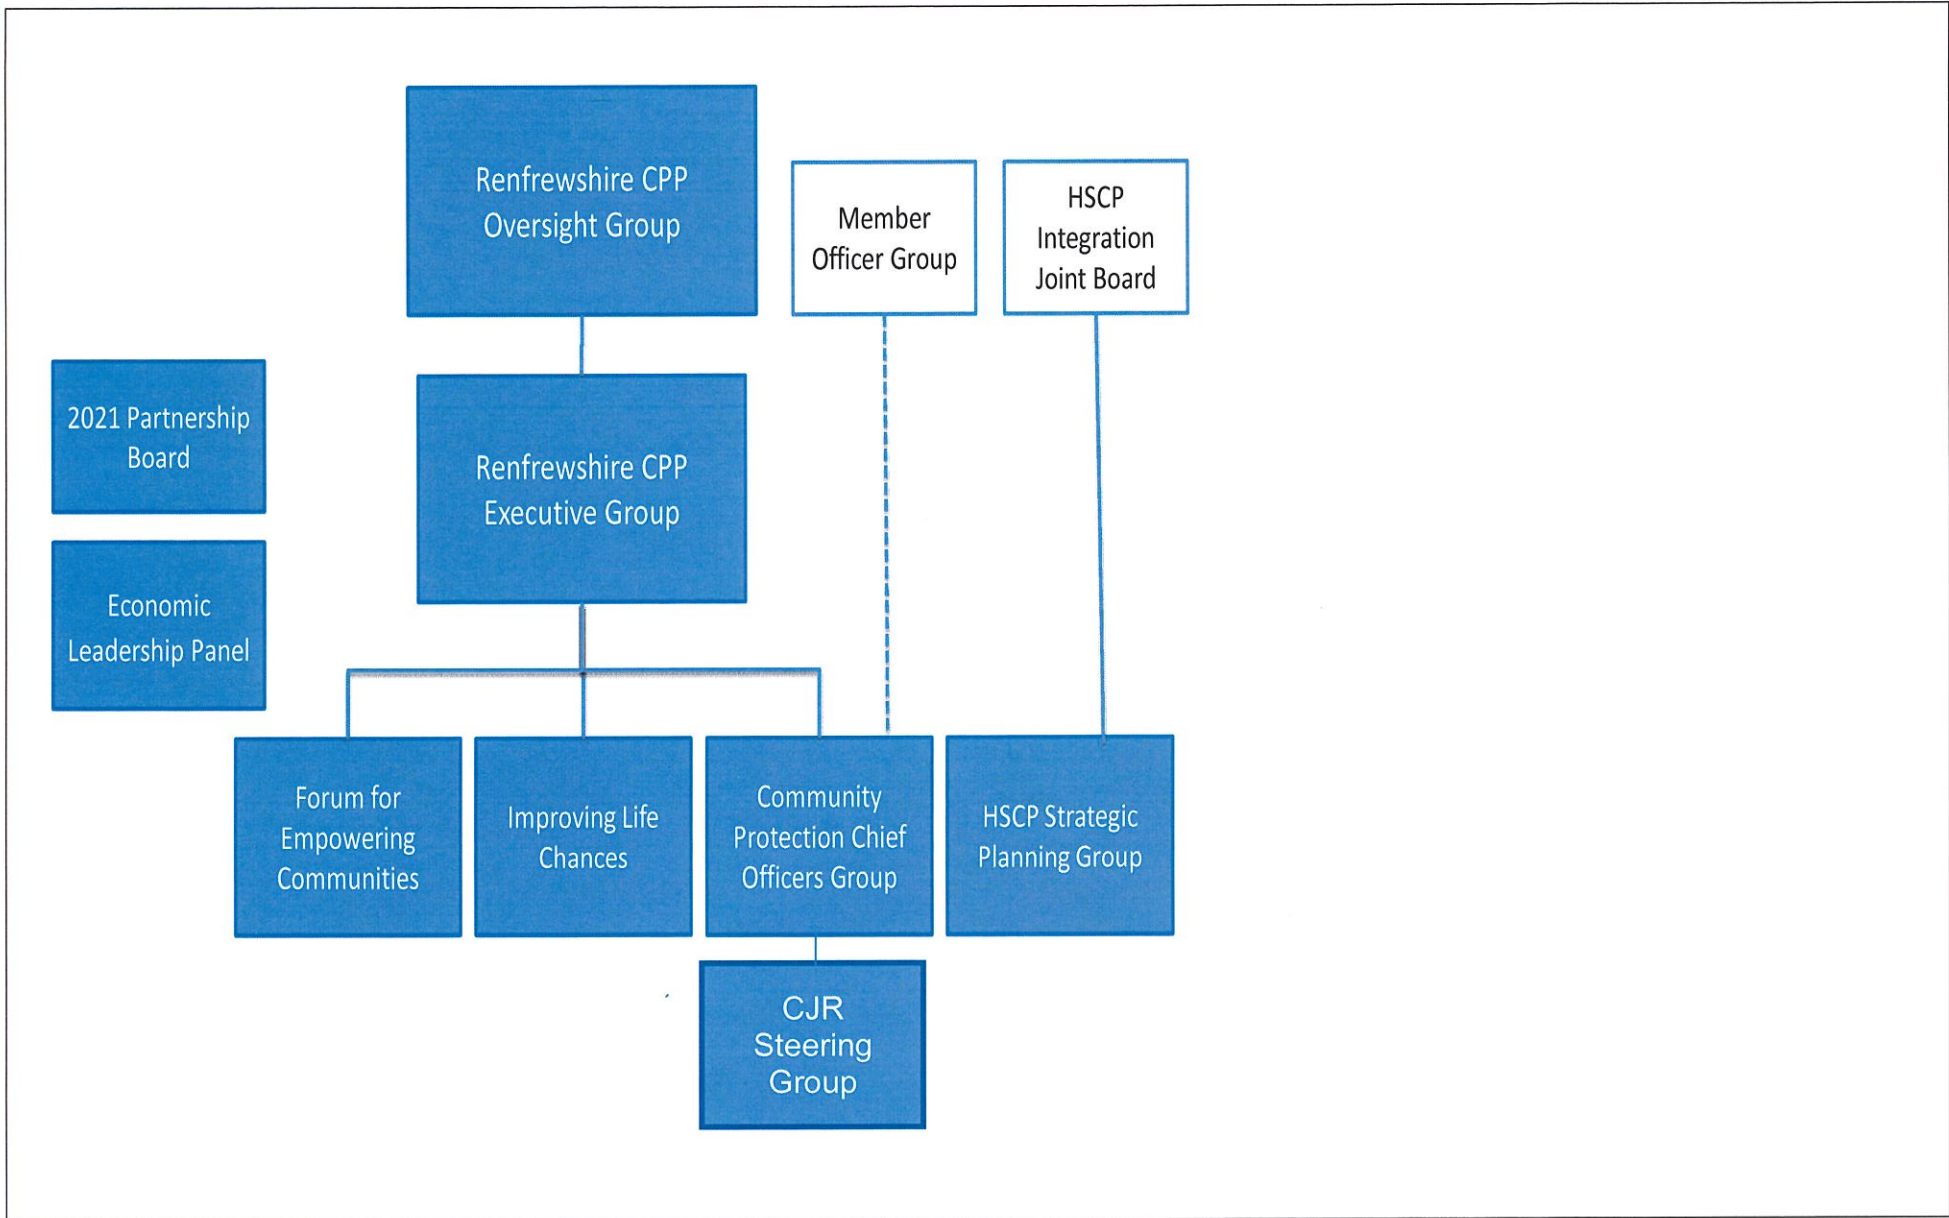 Renfrewshire CPP
Oversight Group
Member
Officer Group
HSCP
Integration
Joint Board
2021 Partnership
Board
Renfrewshire CPP
Executive Group
Economic
Leadership Panel
Forum for
Empowering
Communities
Improving Life
Chances
Community
Protection Chief
Officers Group
HSCP Strategic
Planning Group
CJR
Steering
Group